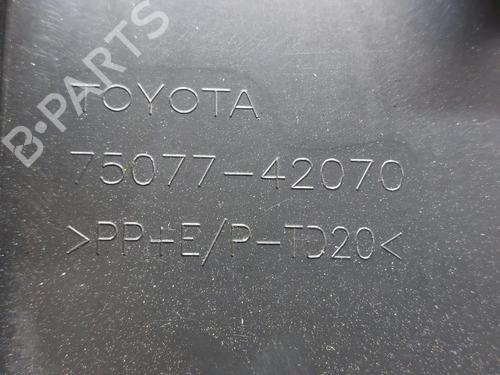 B-PARTS
TOYOTA
75077-42070
>PP+E/P-TD20<